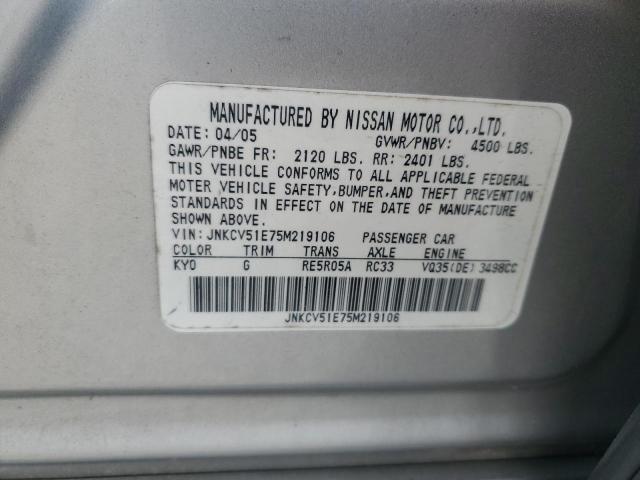 MANUFACTURED BY NISSAN MOTOR CO.,LTD.
DATE: 04/05 GVWR/PNBV: 4500 LBS.
GAWR/PNBE FR: 2120 LBS. RR: 2401 LBS.
THIS VEHICLE CONFORMS TO ALL APPLICABLE FEDERAL
MOTOR VEHICLE SAFETY,BUMPER,AND THEFT PREVENTION
STANDARDS IN EFFECT ON THE DATE OF MANUFACTURE
SHOWN ABOVE.
VIN: JNKCV51E75M219106 PASSENGER CAR
COLOR TRIM TRANS AXLE ENGINE
KY0 G RE5R05A RC33 VQ35(DE) 3498CC
JNKCV51E75M219106